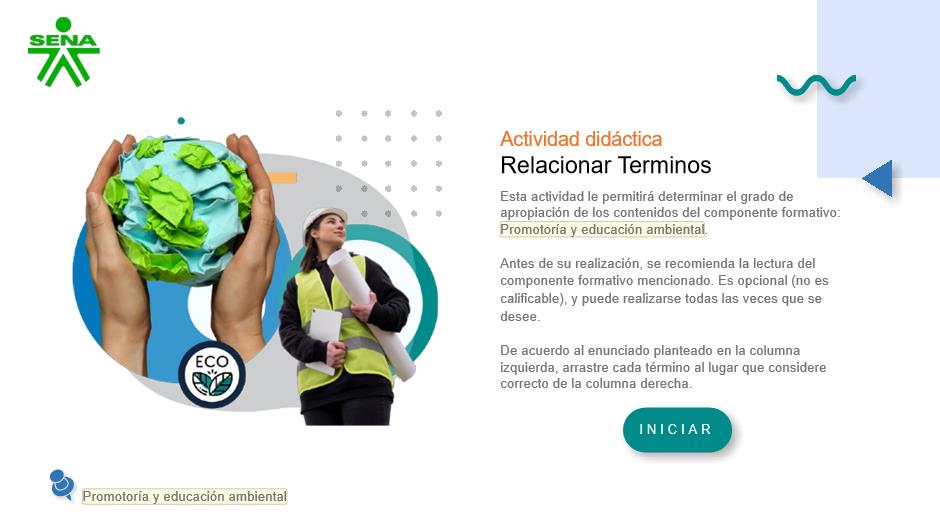 SENA
Actividad didáctica
Relacionar Terminos
Esta actividad le permitirá determinar el grado de
apropiación de los contenidos del componente formativo:
Promotoría y educación ambiental.
Antes de su realización, se recomienda la lectura del
componente formativo mencionado. Es opcional (no es
calificable), y puede realizarse todas las veces que se
desee.
De acuerdo al enunciado planteado en la columna
izquierda, arrastre cada término al lugar que considere
correcto de la columna derecha.
ECO
INICIAR
Promotoría y educación ambiental